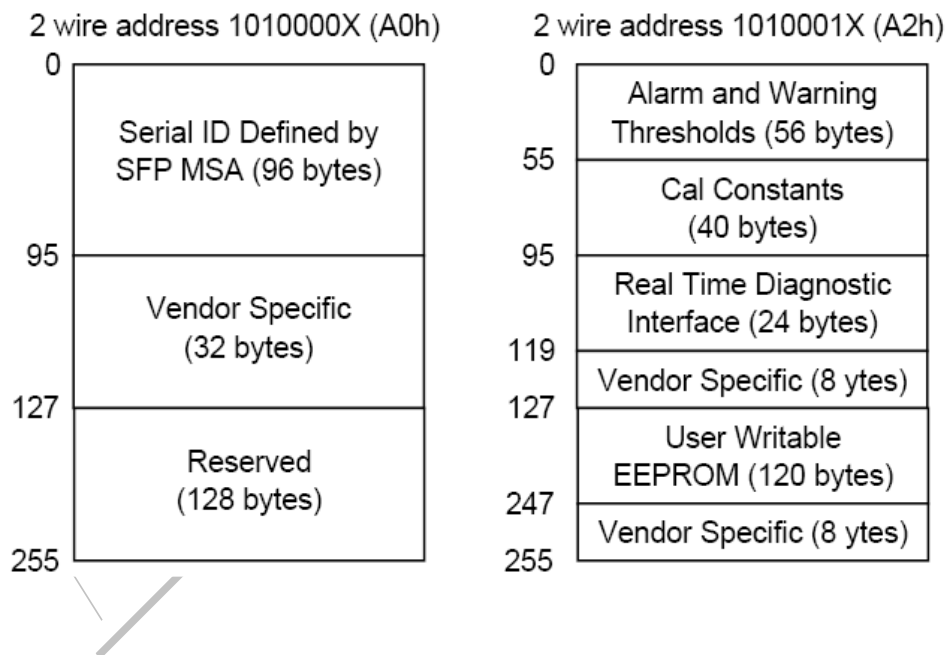 2 wire address 1010000X (A0h)
0
Serial ID Defined by
SFP MSA (96 bytes)
95
Vendor Specific
(32 bytes)
127
Reserved
(128 bytes)
255
2 wire address 1010001X (A2h)
0
Alarm and Warning
Thresholds (56 bytes)
55
Cal Constants
(40 bytes)
95
Real Time Diagnostic
Interface (24 bytes)
119
Vendor Specific (8 ytes)
127
User Writable
EEPROM (120 bytes)
247
Vendor Specific (8 ytes)
255